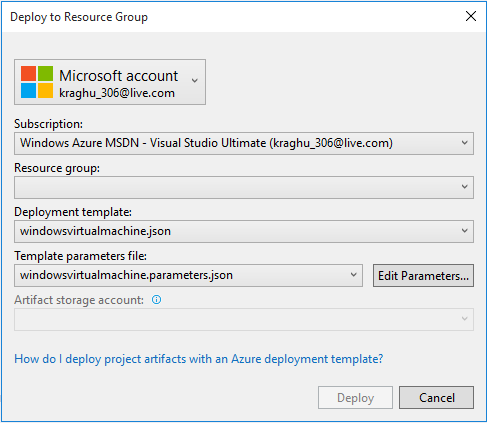 Deploy to Resource Group
Microsoft account
kraghu_306@live.com
Subscription:
Windows Azure MSDN - Visual Studio Ultimate (kraghu_306@live.com)
Resource group:
Deployment template:
windowsvirtualmachine.json
Template parameters file:
windowsvirtualmachine.parameters.json
Edit Parameters...
Artifact storage account:
How do I deploy project artifacts with an Azure deployment template?
Deploy
Cancel